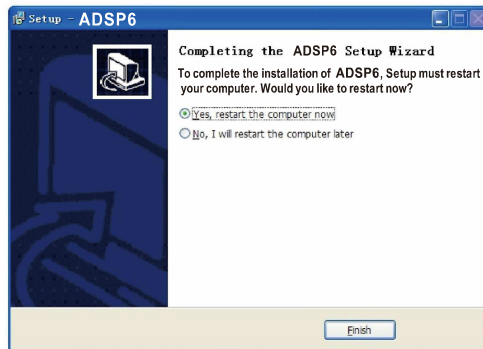 Setup - ADSP6
Completing the ADSP6 Setup Wizard
To complete the installation of ADSP6, Setup must restart
your computer. Would you like to restart now?
Yes, restart the computer now
No, I will restart the computer later
Finish